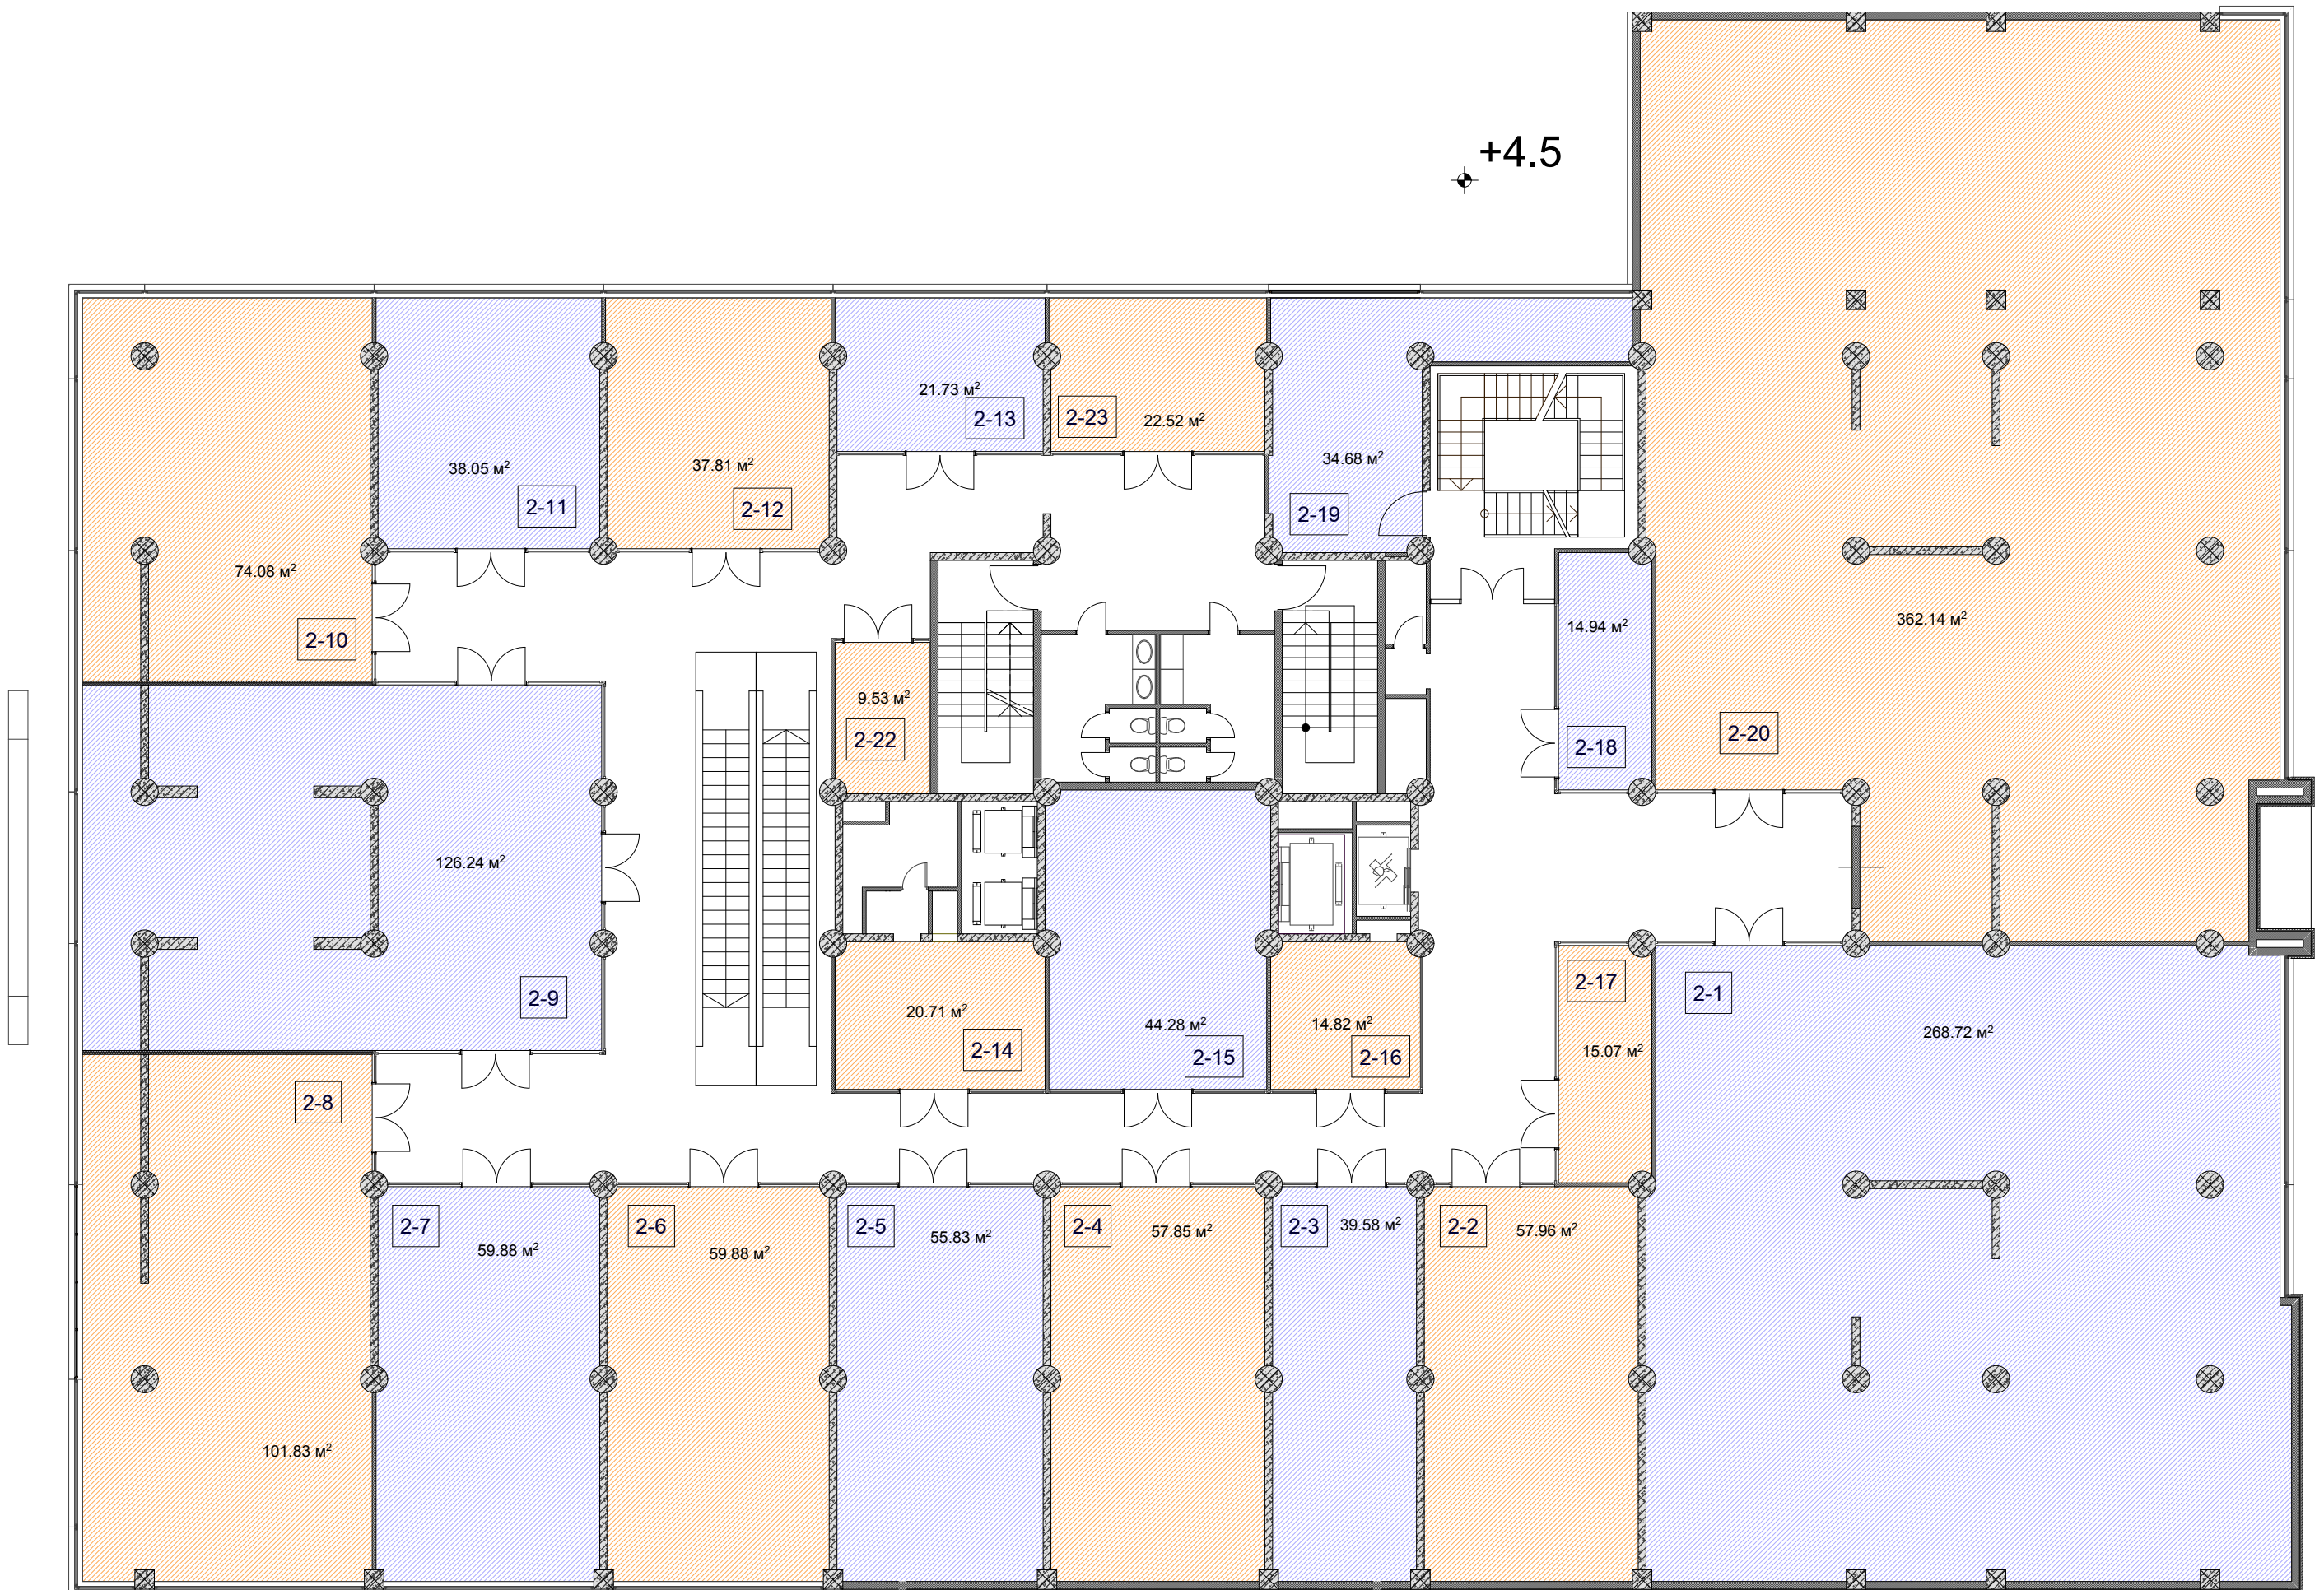 +4.5
21.73 м²
2-13
2-23
22.52 м²
38.05 м²
2-11
37.81 м²
2-12
34.68 м²
2-19
74.08 м²
2-10
14.94 м²
2-18
362.14 м²
2-20
9.53 м²
2-22
126.24 м²
2-9
20.71 м²
2-14
44.28 м²
2-15
14.82 м²
2-16
2-17
15.07 м²
2-1
268.72 м²
2-8
101.83 м²
2-7
59.88 м²
2-6
59.88 м²
2-5
55.83 м²
2-4
57.85 м²
2-3
39.58 м²
2-2
57.96 м²